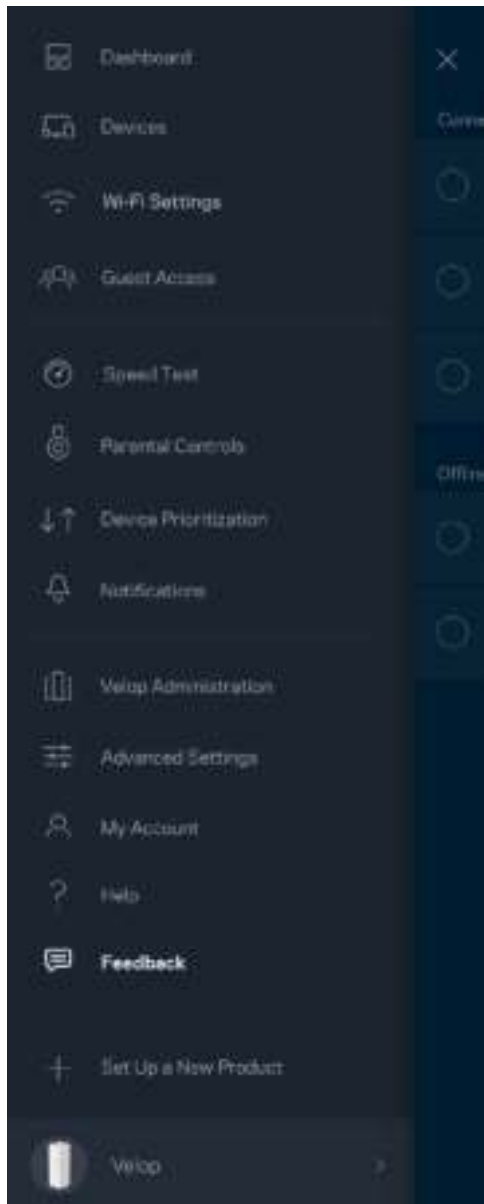 Dashboard
Devices
Wi-Fi Settings
Guest Access
Speed Test
Parental Controls
Device Prioritization
Notifications
Velop Administration
Advanced Settings
My Account
Help
Feedback
Set Up a New Product
Velop